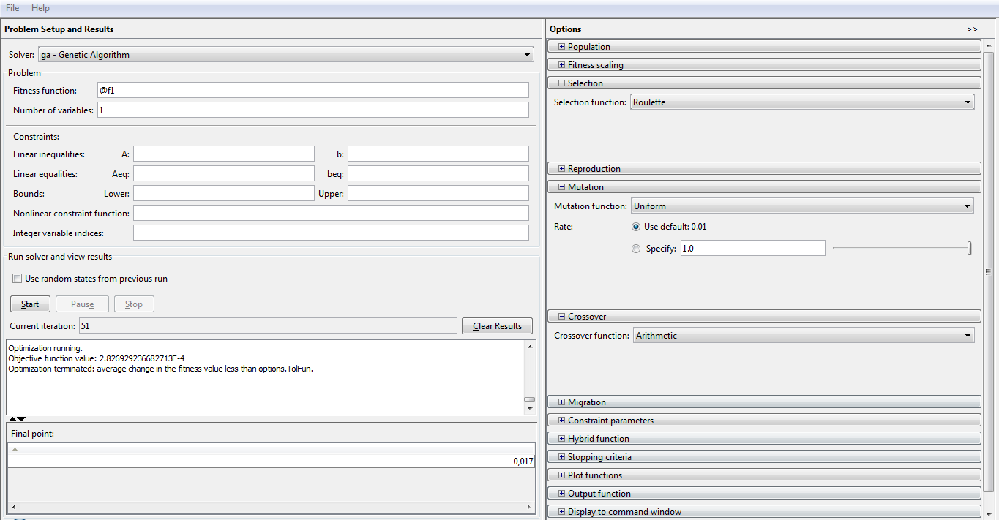 File Help
Problem Setup and Results
Solver: ga - Genetic Algorithm
Problem
Fitness function: @f1
Number of variables: 1
Constraints:
Linear inequalities: A: b:
Linear equalities: Aeq: beq:
Bounds: Lower: Upper:
Nonlinear constraint function:
Integer variable indices:
Run solver and view results
Use random states from previous run
Start Pause Stop
Current iteration: 51 Clear Results
Optimization running.
Objective function value: 2.826929236682713E-4
Optimization terminated: average change in the fitness value less than options.TolFun.
Final point:
0,017
Options >>
Population
Fitness scaling
Selection
Selection function: Roulette
Reproduction
Mutation
Mutation function: Uniform
Rate: Use default: 0.01
Specify: 1.0
Crossover
Crossover function: Arithmetic
Migration
Constraint parameters
Hybrid function
Stopping criteria
Plot functions
Output function
Display to command window